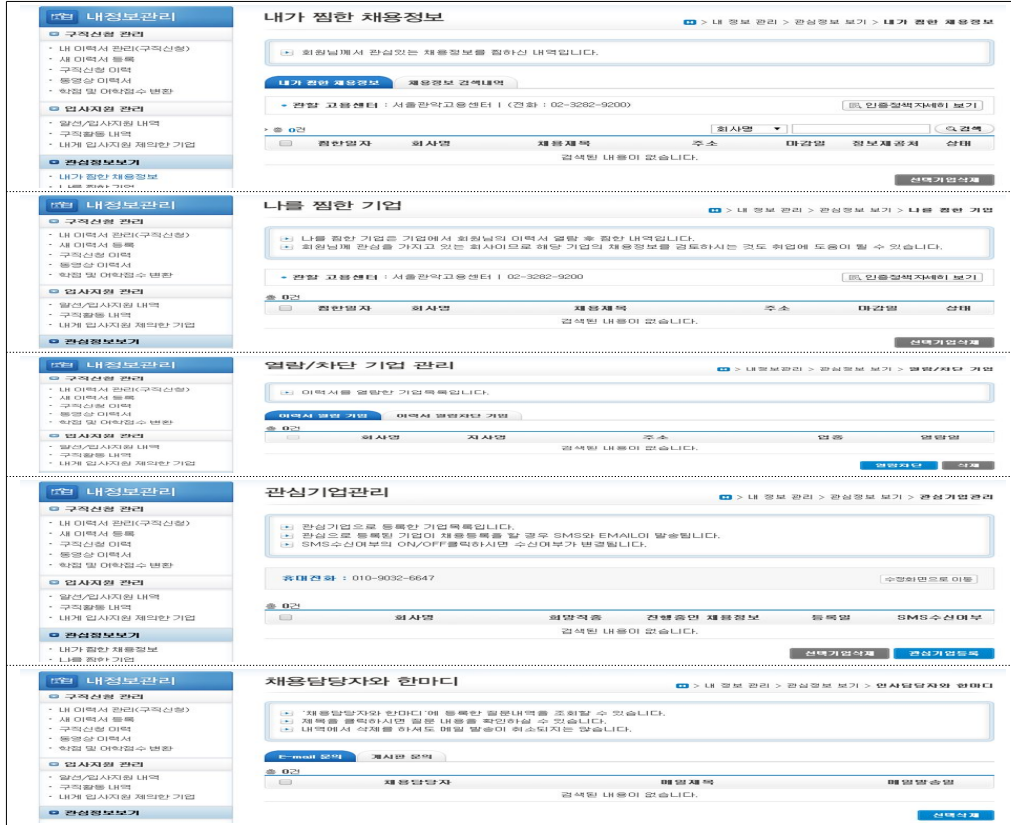 내정보관리
구직신청 관리
내 이력서 관리(구직신청)
새 이력서 등록
구직신청 이력
동영상 이력서
학점 및 어학점수 변환
입사지원 관리
알선/입사지원 내역
구직활동 내역
내게 입사지원 제의한 기업
관심정보보기
내가 찜한 채용정보
나를 찜한 기업
내가 찜한 채용정보
> 내 정보 관리 > 관심정보 보기 > 내가 찜한 채용정보
회원님께서 관심있는 채용정보를 찜하신 내역입니다.
내가 찜한 채용정보 채용정보 검색내역
관할 고용센터 : 서울관악고용센터 | (전화 : 02-3282-9200) 인증정책자세히 보기
총 0건 회사명 검색
찜한일자 회사명 채용제목 주소 마감일 정보제공처 상태
검색된 내용이 없습니다.
선택기업삭제
내정보관리
구직신청 관리
내 이력서 관리(구직신청)
새 이력서 등록
구직신청 이력
동영상 이력서
학점 및 어학점수 변환
입사지원 관리
알선/입사지원 내역
구직활동 내역
내게 입사지원 제의한 기업
관심정보보기
나를 찜한 기업
> 내 정보 관리 > 관심정보 보기 > 나를 찜한 기업
나를 찜한 기업은 기업에서 회원님의 이력서 열람 후 찜한 내역입니다.
회원님께 관심을 가지고 있는 회사이므로 해당 기업의 채용정보를 검토하시는 것도 취업에 도움이 될 수 있습니다.
관할 고용센터 : 서울관악고용센터 | 02-3282-9200 인증정책자세히 보기
총 0건
찜한일자 회사명 채용제목 주소 마감일 상태
검색된 내용이 없습니다.
선택기업삭제
내정보관리
구직신청 관리
내 이력서 관리(구직신청)
새 이력서 등록
구직신청 이력
동영상 이력서
학점 및 어학점수 변환
입사지원 관리
알선/입사지원 내역
구직활동 내역
내게 입사지원 제의한 기업
열람/차단 기업 관리
> 내정보관리 > 관심정보 보기 > 열람/차단 기업
이력서를 열람한 기업목록입니다.
이력서 열람 기업 이력서 열람차단 기업
총 0건
회사명 지사명 주소 업종 열람일
검색된 내용이 없습니다.
열람차단 삭제
내정보관리
구직신청 관리
내 이력서 관리(구직신청)
새 이력서 등록
구직신청 이력
동영상 이력서
학점 및 어학점수 변환
입사지원 관리
알선/입사지원 내역
구직활동 내역
내게 입사지원 제의한 기업
관심정보보기
내가 찜한 채용정보
나를 찜한 기업
관심기업관리
> 내 정보 관리 > 관심정보 보기 > 관심기업관리
관심기업으로 등록한 기업목록입니다.
관심으로 등록된 기업이 채용등록을 할 경우 SMS와 EMAIL이 발송됩니다.
SMS수신여부의 ON/OFF클릭하시면 수신여부가 변경됩니다.
휴대전화 : 010-9032-6647 수정화면으로 이동
총 0건
회사명 희망직종 진행중인 채용정보 등록일 SMS수신여부
검색된 내용이 없습니다.
선택기업삭제 관심기업등록
내정보관리
구직신청 관리
내 이력서 관리(구직신청)
새 이력서 등록
구직신청 이력
동영상 이력서
학점 및 어학점수 변환
입사지원 관리
알선/입사지원 내역
구직활동 내역
내게 입사지원 제의한 기업
관심정보보기
채용담당자와 한마디
> 내 정보 관리 > 관심정보 보기 > 인사담당자와 한마디
'채용담당자와 한마디'에 등록한 질문내역을 조회할 수 있습니다.
제목을 클릭하시면 질문 내용을 확인하실 수 있습니다.
내역에서 삭제를 하셔도 메일 발송이 취소되지는 않습니다.
E-mail 문의 게시판 문의
총 0건
채용담당자 메일제목 메일발송일
검색된 내용이 없습니다.
선택삭제